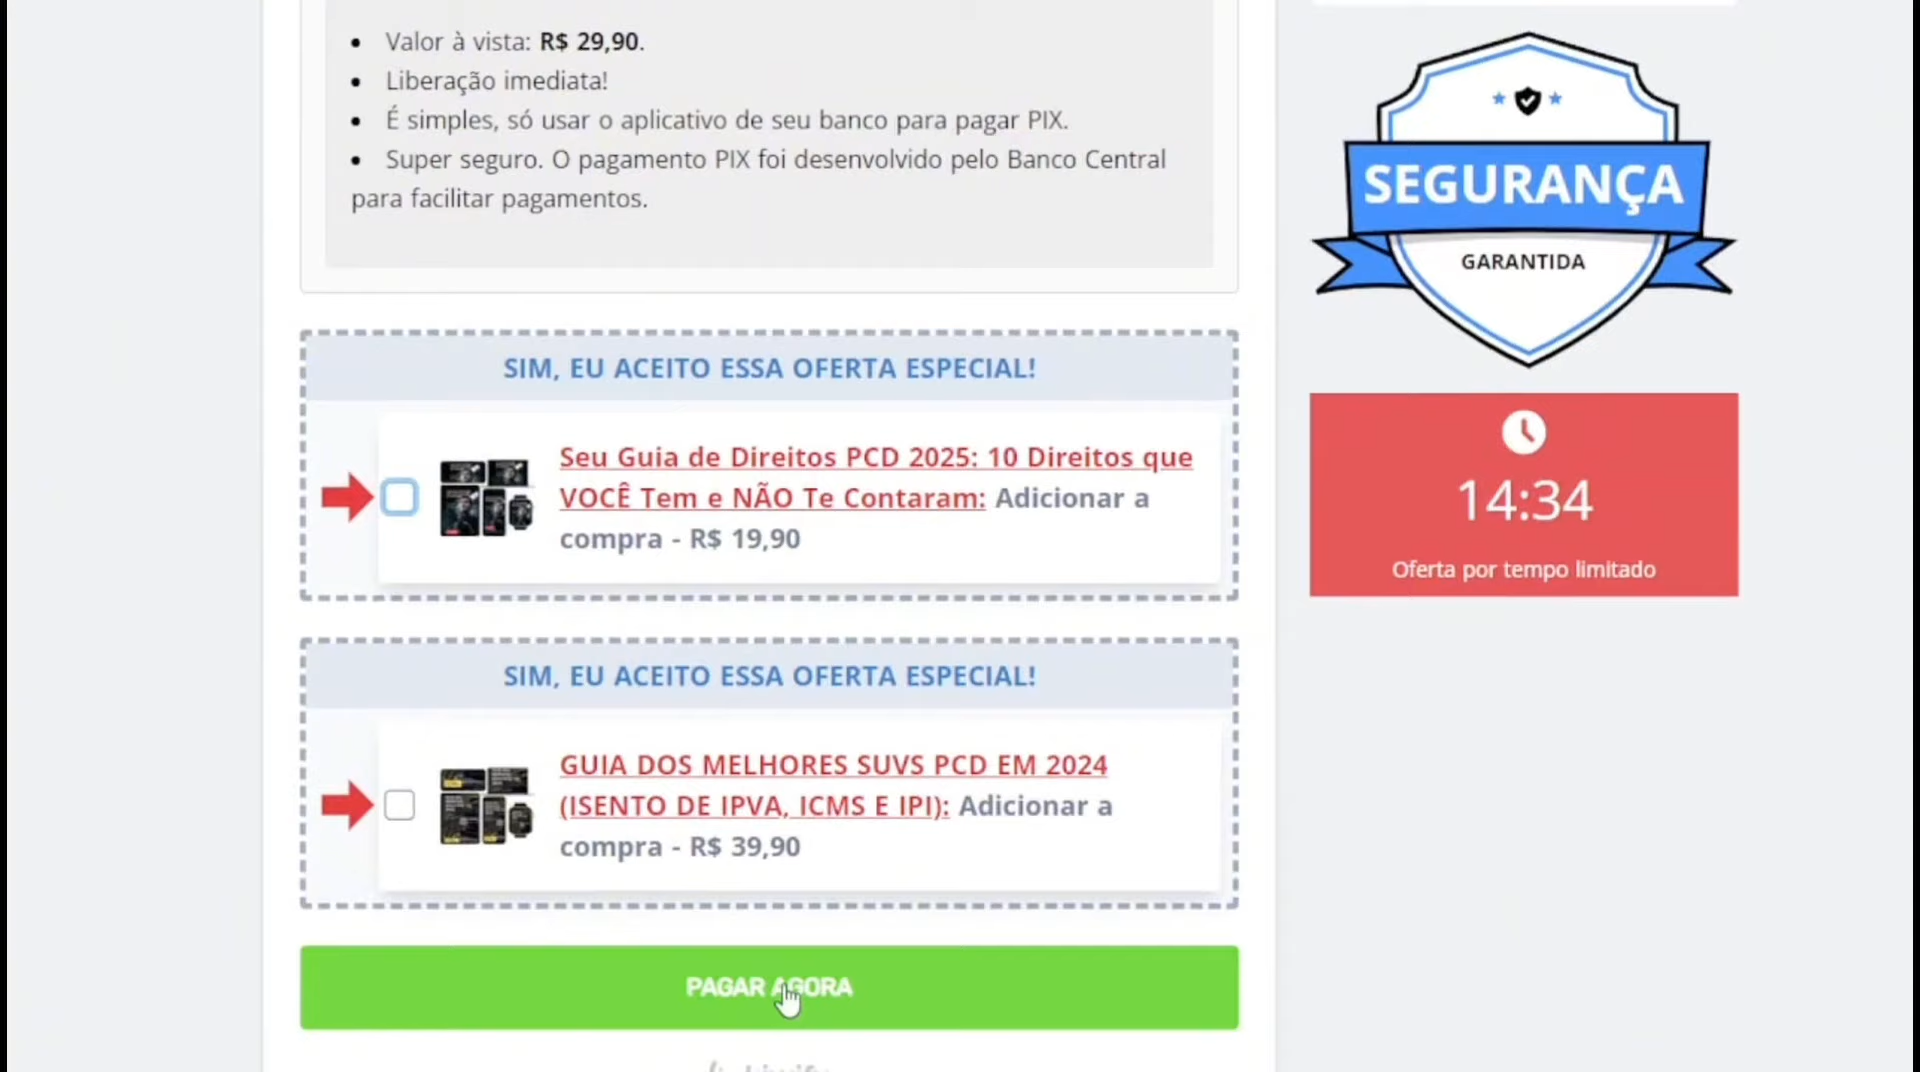 Valor à vista: R$ 29,90.
Liberação imediata!
É simples, só usar o aplicativo de seu banco para pagar PIX.
Super seguro. O pagamento PIX foi desenvolvido pelo Banco Central
para facilitar pagamentos.
SIM, EU ACEITO ESSA OFERTA ESPECIAL!
Seu Guia de Direitos PCD 2025: 10 Direitos que
VOCÊ Tem e NÃO Te Contaram: Adicionar a
compra - R$ 19,90
SIM, EU ACEITO ESSA OFERTA ESPECIAL!
GUIA DOS MELHORES SUVS PCD EM 2024
(ISENTO DE IPVA, ICMS E IPI): Adicionar a
compra - R$ 39,90
PAGAR AGORA
SEGURANÇA
GARANTIDA
14:34
Oferta por tempo limitado